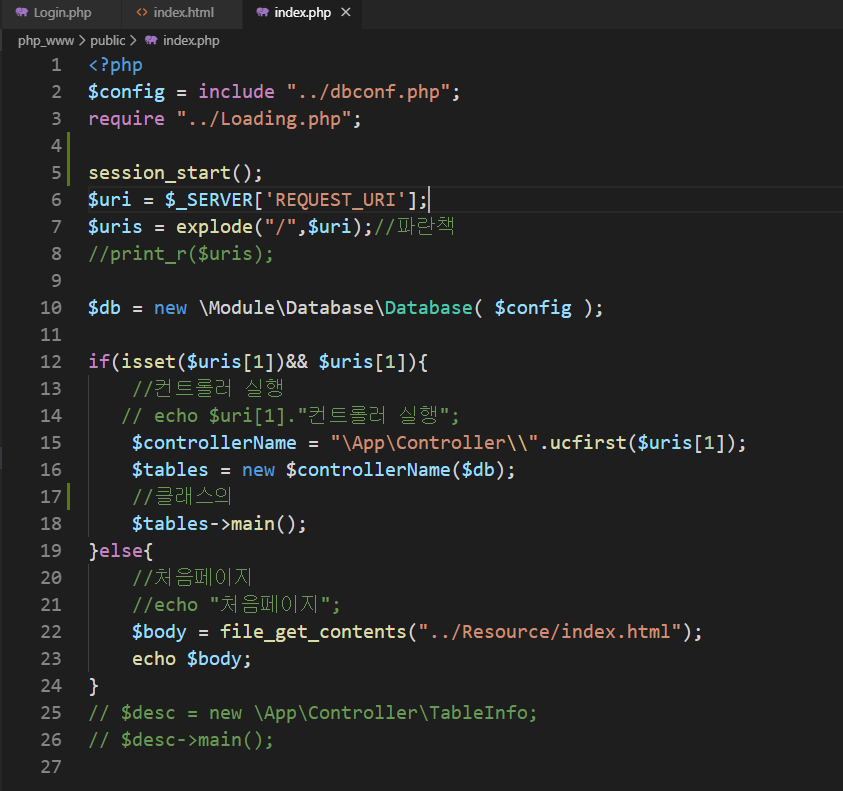 Login.php index.html index.php
php_www > public > index.php
1 <?php
2 $config = include "../dbconf.php";
3 require "../Loading.php";
4
5 session_start();
6 $uri = $_SERVER['REQUEST_URI'];
7 $uris = explode("/",$uri);//파란책
8 //print_r($uris);
9
10 $db = new \Module\Database\Database( $config );
11
12 if(isset($uris[1])&& $uris[1]){
13 //컨트롤러 실행
14 // echo $uri[1]."컨트롤러 실행";
15 $controllerName = "\App\Controller\\".ucfirst($uris[1]);
16 $tables = new $controllerName($db);
17 //클래스의
18 $tables->main();
19 }else{
20 //처음페이지
21 //echo "처음페이지";
22 $body = file_get_contents("../Resource/index.html");
23 echo $body;
24 }
25 // $desc = new \App\Controller\TableInfo;
26 // $desc->main();
27